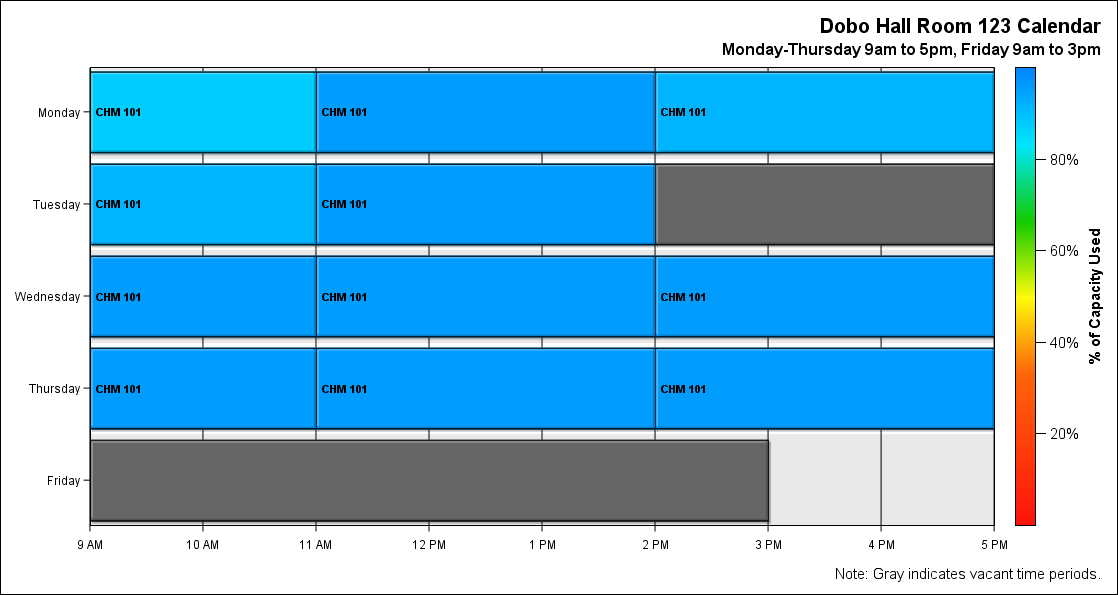 Dobo Hall Room 123 Calendar
Monday-Thursday 9am to 5pm, Friday 9am to 3pm
Monday
CHM 101
CHM 101
CHM 101
Tuesday
CHM 101
CHM 101
Wednesday
CHM 101
CHM 101
CHM 101
Thursday
CHM 101
CHM 101
CHM 101
Friday
9 AM
10 AM
11 AM
12 PM
1 PM
2 PM
3 PM
4 PM
5 PM
80%
60%
40%
20%
% of Capacity Used
Note: Gray indicates vacant time periods.